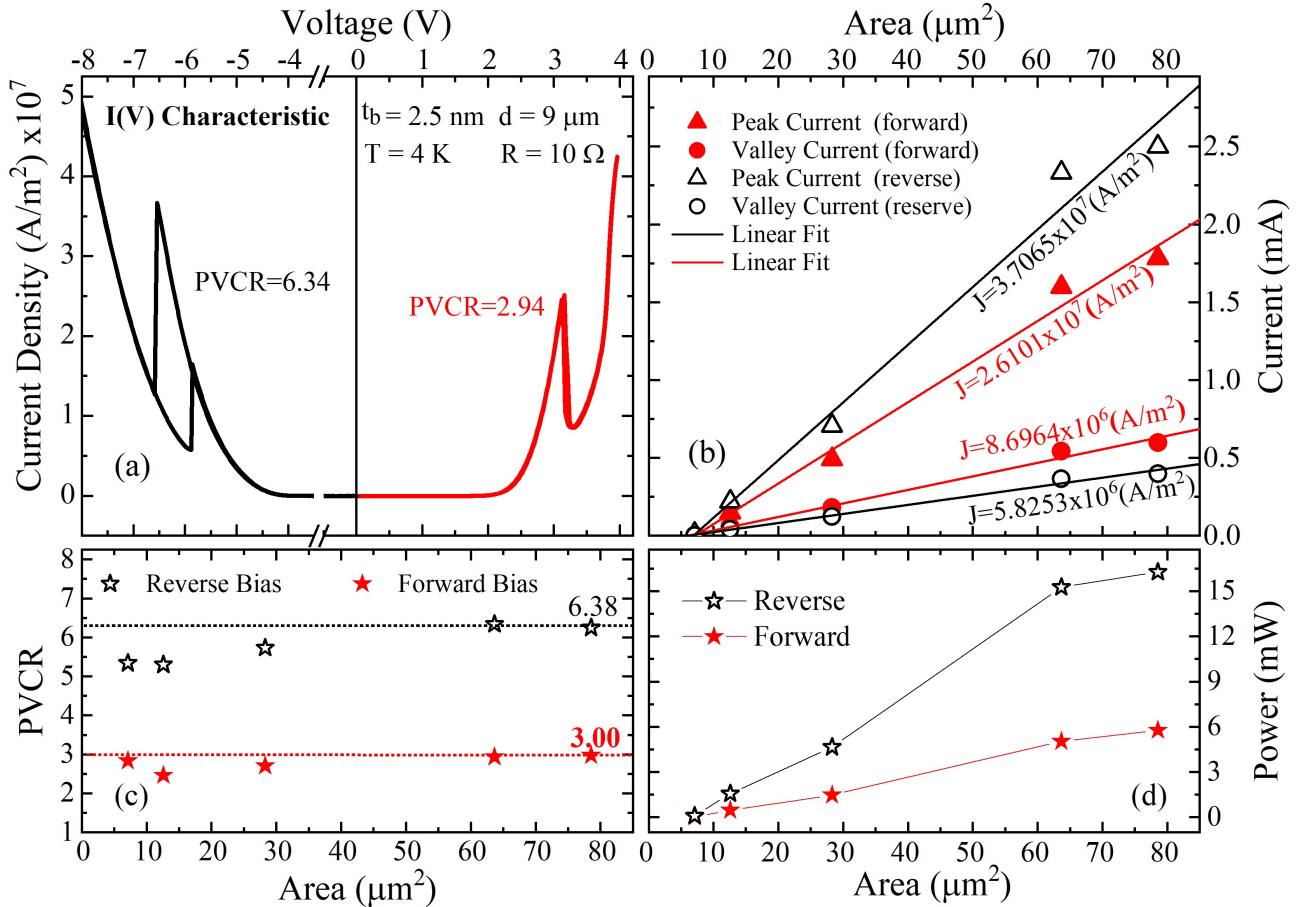 Voltage (V)
-8 -7 -6 -5 -4 0 1 2 3 4
Current Density (A/m²) x10⁷
5
4
3
2
1
0
I(V) Characteristic
t_b = 2.5 nm d = 9 μm
T = 4 K R = 10 Ω
PVCR=6.34
PVCR=2.94
(a)
Area (μm²)
0 10 20 30 40 50 60 70 80
Peak Current (forward)
Valley Current (forward)
Peak Current (reverse)
Valley Current (reserve)
Linear Fit
Linear Fit
J=3.7065x10⁷(A/m²)
J=2.6101x10⁷(A/m²)
J=8.6964x10⁶(A/m²)
J=5.8253x10⁶(A/m²)
(b)
2.5
2.0
1.5
1.0
0.5
0.0
Current (mA)
8
7
6
5
4
3
2
1
PVCR
Reverse Bias Forward Bias
6.38
3.00
(c)
0 10 20 30 40 50 60 70 80
Area (μm²)
Reverse
Forward
(d)
15
12
9
6
3
0
Power (mW)
0 10 20 30 40 50 60 70 80
Area (μm²)